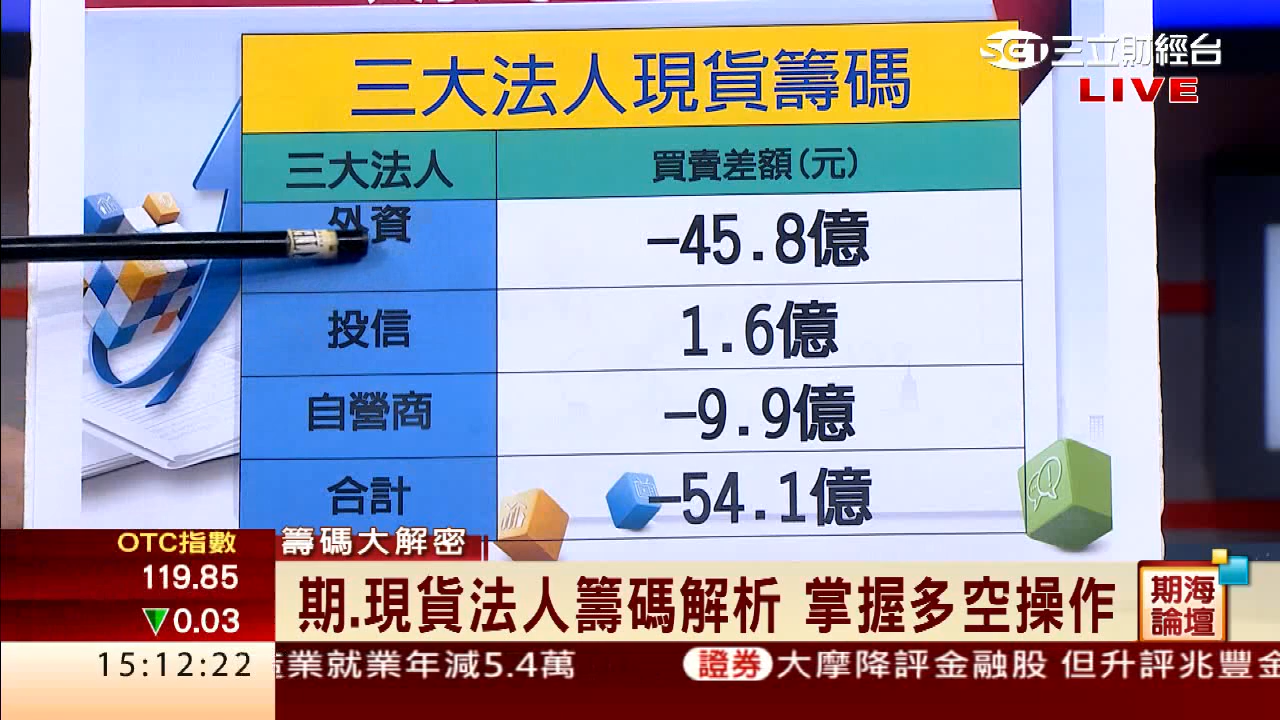 三大法人現貨籌碼
SET三立財經台
LIVE
三大法人 買賣差額(元)
外資 -45.8億
投信 1.6億
自營商 -9.9億
合計 -54.1億
OTC指數
119.85
▼0.03
籌碼大解密
期.現貨法人籌碼解析 掌握多空操作
期海
論壇
15:12:22
造業就業年減5.4萬 證券 大摩降評金融股 但升評兆豐金